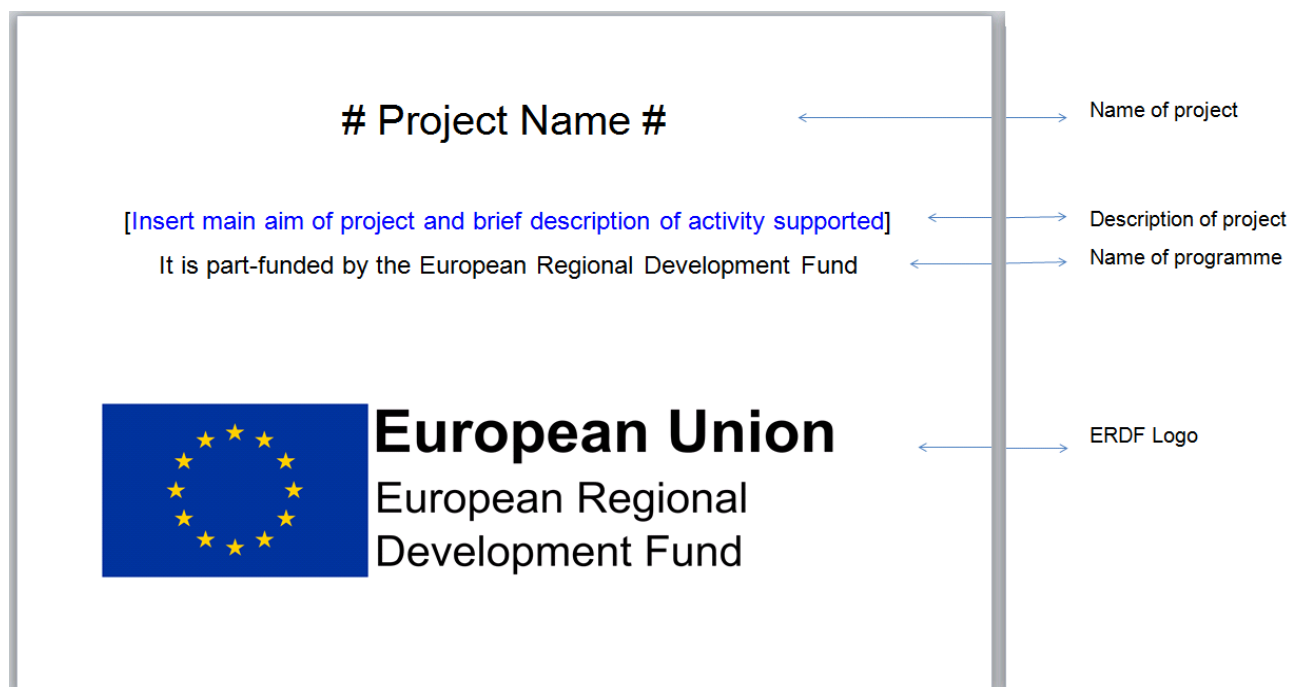 # Project Name #
Name of project
[Insert main aim of project and brief description of activity supported]
Description of project
It is part-funded by the European Regional Development Fund
Name of programme
European Union
European Regional
Development Fund
ERDF Logo